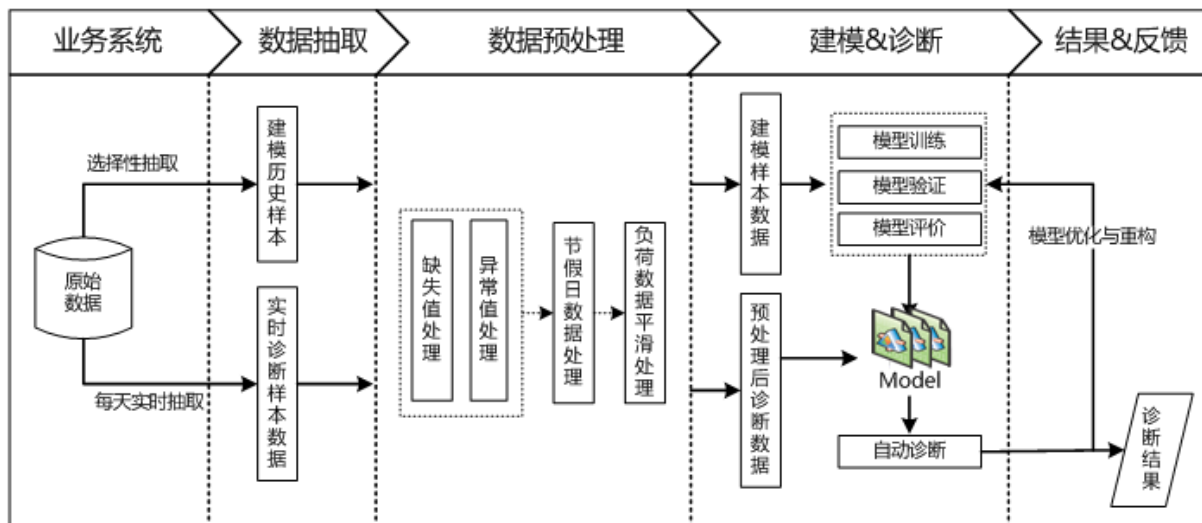 业务系统
数据抽取
数据预处理
建模&诊断
结果&反馈
选择性抽取
原始
数据
每天实时抽取
建模历史样本
实时诊断样本数据
缺失值处理
异常值处理
节假日数据处理
负荷数据平滑处理
建模样本数据
预处理后诊断数据
模型训练
模型验证
模型评价
Model
自动诊断
模型优化与重构
诊断结果